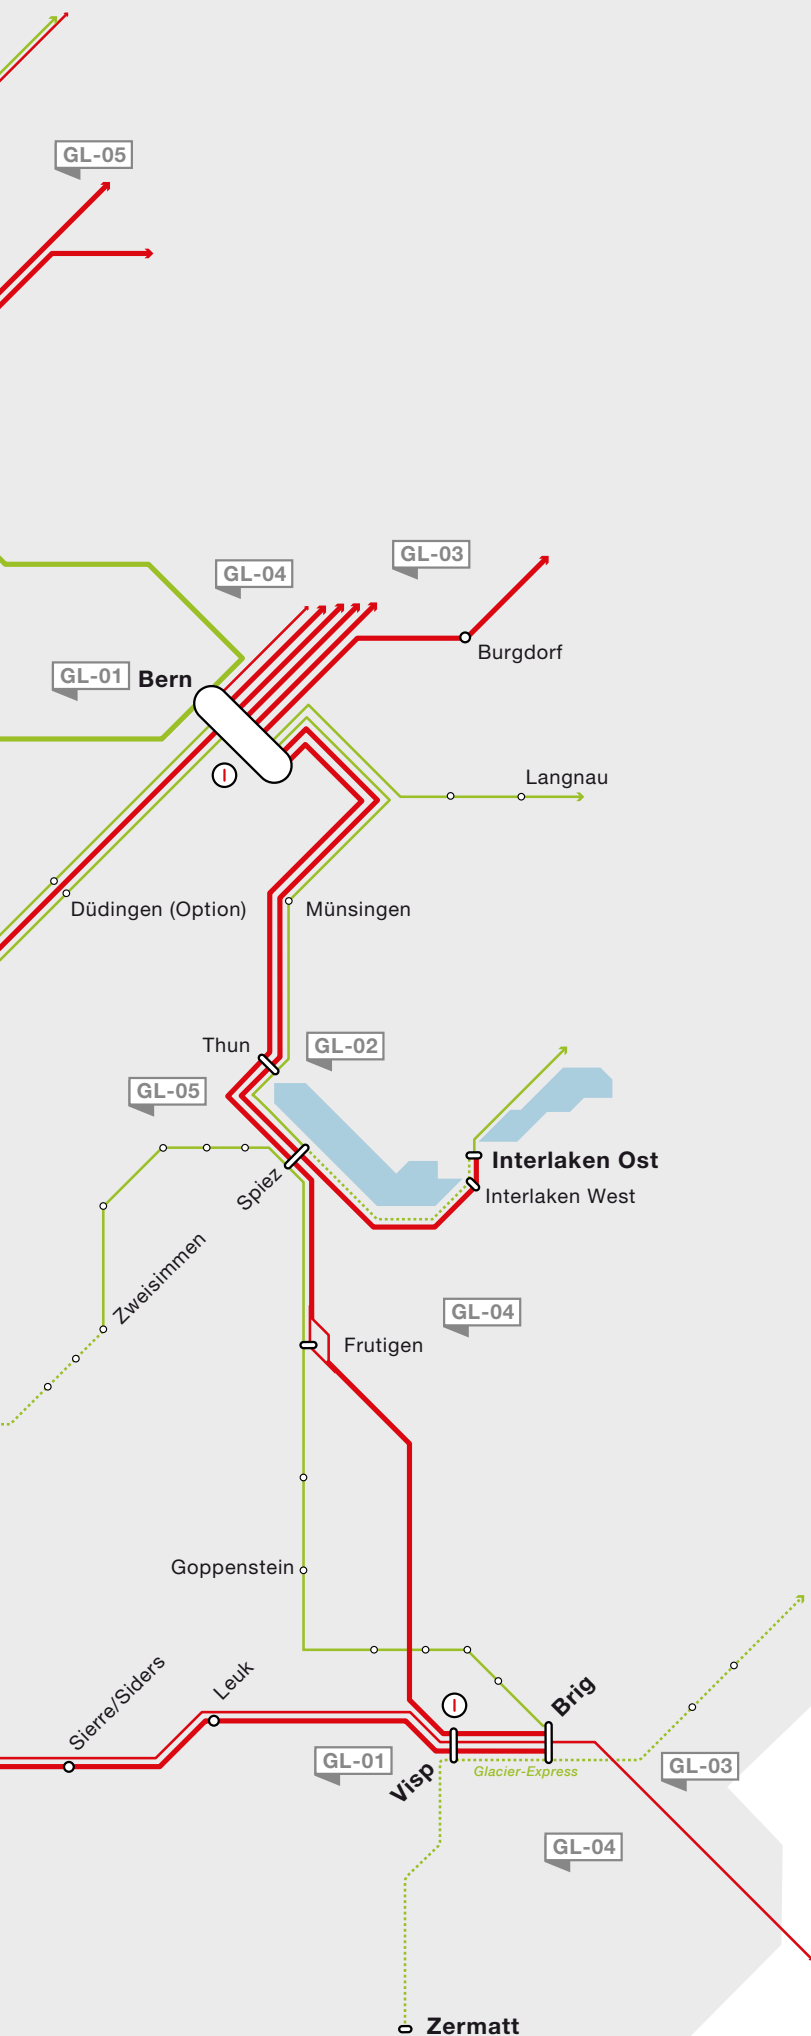 GL-05
GL-03
GL-04
Burgdorf
GL-01
Bern
Langnau
Düdingen (Option)
Münsingen
Thun
GL-02
GL-05
Interlaken Ost
Spiez
Interlaken West
Zweisimmen
GL-04
Frutigen
Goppenstein
Sierre/Siders
Leuk
Brig
GL-01
Visp
Glacier-Express
GL-03
GL-04
Zermatt